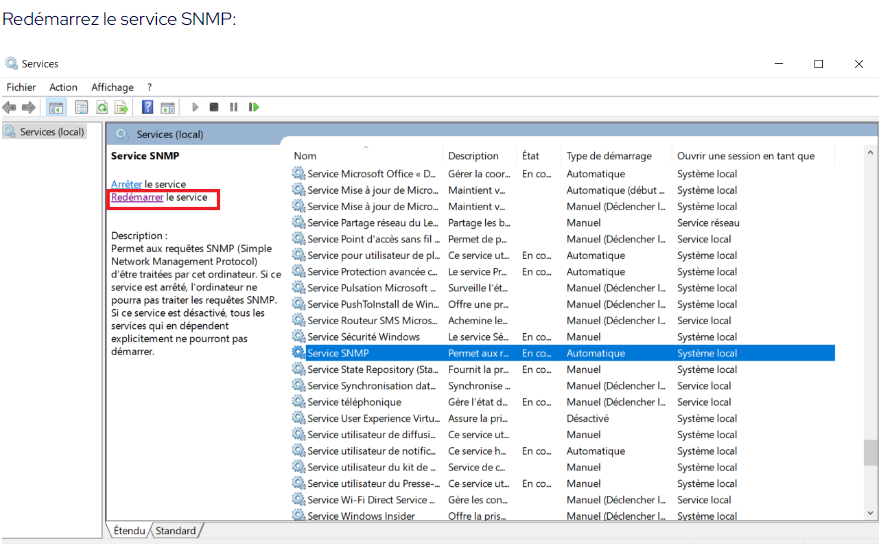 Redémarrez le service SNMP:
Services
Fichier Action Affichage ?
Services (local)
Services (local)
Service SNMP
Arrêter le service
Redémarrer le service
Description :
Permet aux requêtes SNMP (Simple
Network Management Protocol)
d'être traitées par cet ordinateur. Si ce
service est arrêté, l'ordinateur ne
pourra pas traiter les requêtes SNMP.
Si ce service est désactivé, tous les
services qui en dépendent
explicitement ne pourront pas
démarrer.
Nom Description État Type de démarrage Ouvrir une session en tant que
Service Microsoft Office « D... Gérer la coor... En co... Automatique Système local
Service Mise à jour de Micro... Maintient v... Automatique (début ... Système local
Service Mise à jour de Micro... Maintient v... Manuel (Déclencher l... Système local
Service Partage réseau du Le... Partage les b... Manuel Service réseau
Service Point d'accès sans fil ... Permet de p... Manuel (Déclencher l... Service local
Service pour utilisateur de pl... Ce service ut... En co... Automatique Système local
Service Protection avancée c... Le service Pr... En co... Automatique Système local
Service Pulsation Microsoft ... Surveille l'ét... Manuel (Déclencher l... Système local
Service PushToInstall de Win... Offre une pr... Manuel (Déclencher l... Système local
Service Routeur SMS Micros... Achemine le... Manuel (Déclencher l... Service local
Service Sécurité Windows Le service Sé... En co... Manuel Système local
Service SNMP Permet aux r... En co... Automatique Système local
Service State Repository (Sta... Fournit la pr... En co... Manuel Système local
Service Synchronisation dat... Synchronise ... Manuel (Déclencher l... Service local
Service téléphonique Gère l'état d... En co... Manuel (Déclencher l... Service local
Service User Experience Virtu... Assure la pri... Désactivé Système local
Service utilisateur de diffusi... Ce service ut... Manuel Système local
Service utilisateur de notific... Ce service h... En co... Automatique Système local
Service utilisateur du kit de ... Service de c... Manuel Système local
Service utilisateur du Presse-... Ce service ut... En co... Manuel Système local
Service Wi-Fi Direct Service ... Gère les con... Manuel (Déclencher l... Service local
Service Windows Insider Offre la pris... Manuel (Déclencher l... Système local
Étendu Standard